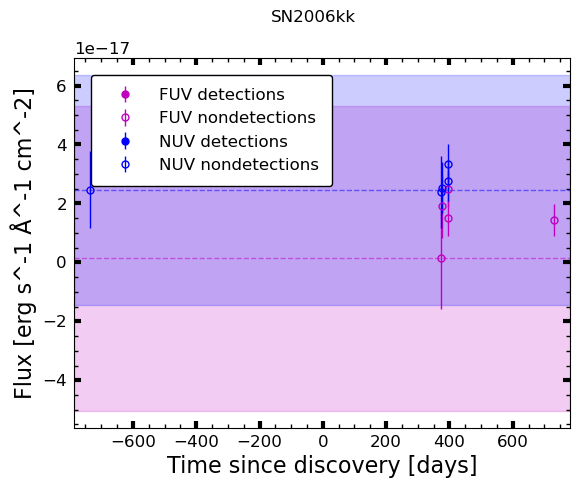 SN2006kk
1e−17
FUV detections
FUV nondetections
NUV detections
NUV nondetections
6
4
2
0
−2
−4
Flux [erg s^-1 Å^-1 cm^-2]
−600 −400 −200 0 200 400 600
Time since discovery [days]